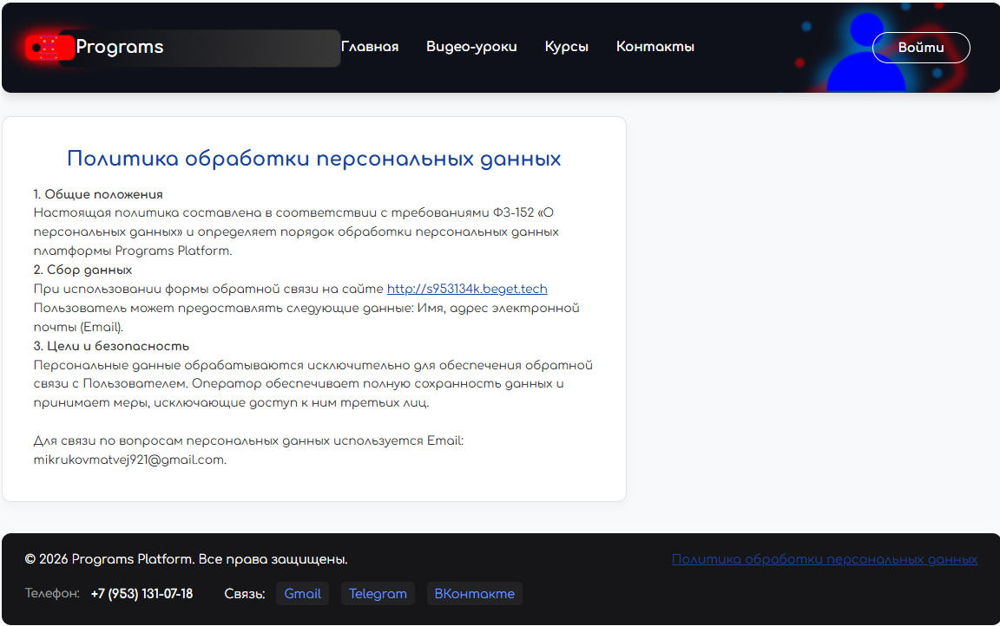 Programs
Главная Видео-уроки Курсы Контакты
Войти
Политика обработки персональных данных
1. Общие положения
Настоящая политика составлена в соответствии с требованиями ФЗ-152 «О
персональных данных» и определяет порядок обработки персональных данных
платформы Programs Platform.
2. Сбор данных
При использовании формы обратной связи на сайте http://s953134k.beget.tech
Пользователь может предоставлять следующие данные: Имя, адрес электронной
почты (Email).
3. Цели и безопасность
Персональные данные обрабатываются исключительно для обеспечения обратной
связи с Пользователем. Оператор обеспечивает полную сохранность данных и
принимает меры, исключающие доступ к ним третьих лиц.
Для связи по вопросам персональных данных используется Email:
mikrukovmatvej921@gmail.com.
© 2026 Programs Platform. Все права защищены.
Политика обработки персональных данных
Телефон: +7 (953) 131-07-18 Связь: Gmail Telegram ВКонтакте